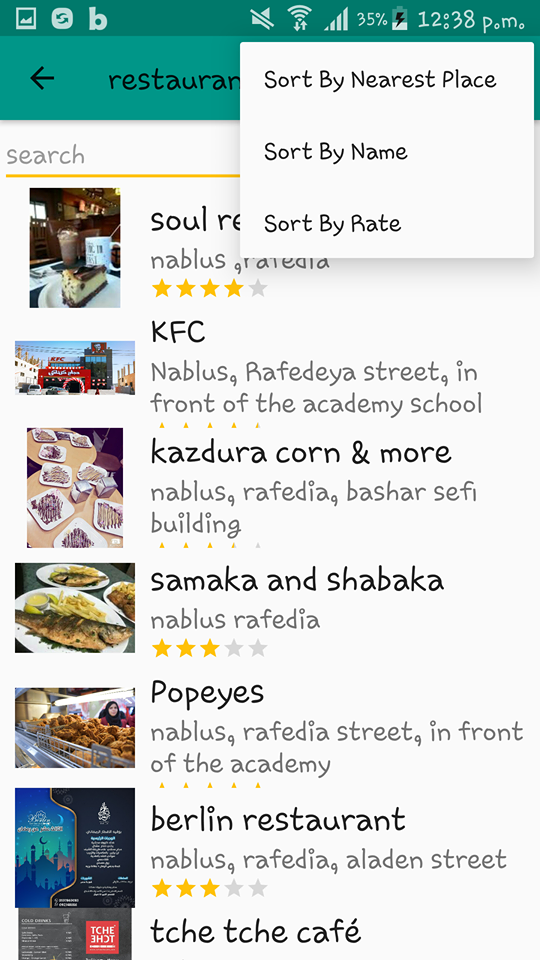 35% 12:38 p.m.
restauran
Sort By Nearest Place
Sort By Name
Sort By Rate
search
soul re
nablus ,rafedia
KFC
Nablus, Rafedeya street, in
front of the academy school
kazdura corn & more
nablus, rafedia, bashar sefi
building
samaka and shabaka
nablus rafedia
Popeyes
nablus, rafedia street, in front
of the academy
berlin restaurant
nablus, rafedia, aladen street
COLD DRINKS
TCHÉ
tche tche café